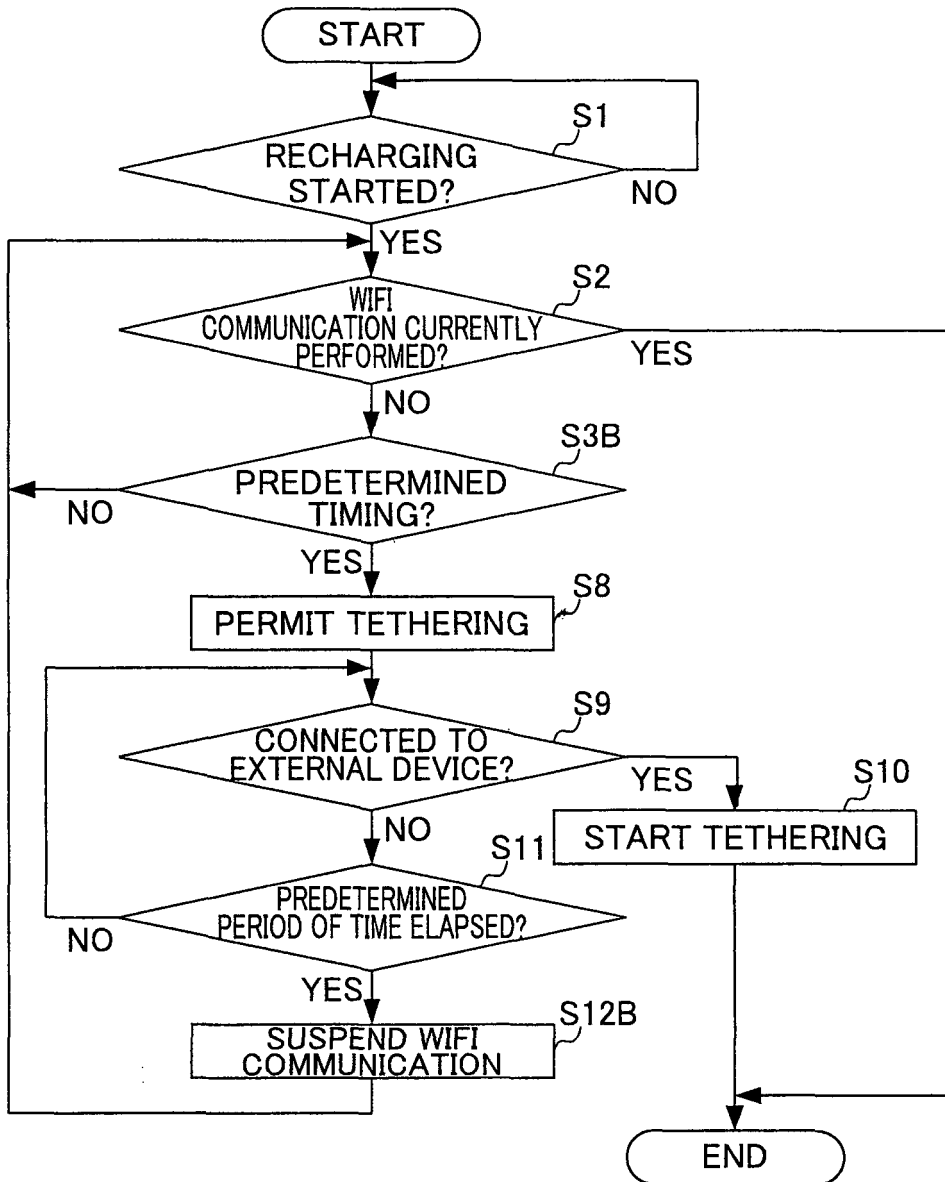 START
S1
RECHARGING
STARTED?
NO
YES
S2
WIFI
COMMUNICATION CURRENTLY
PERFORMED?
YES
NO
S3B
PREDETERMINED
TIMING?
NO
YES
S8
PERMIT TETHERING
S9
CONNECTED TO
EXTERNAL DEVICE?
YES
S10
START TETHERING
NO
S11
PREDETERMINED
PERIOD OF TIME ELAPSED?
NO
YES
S12B
SUSPEND WIFI
COMMUNICATION
END